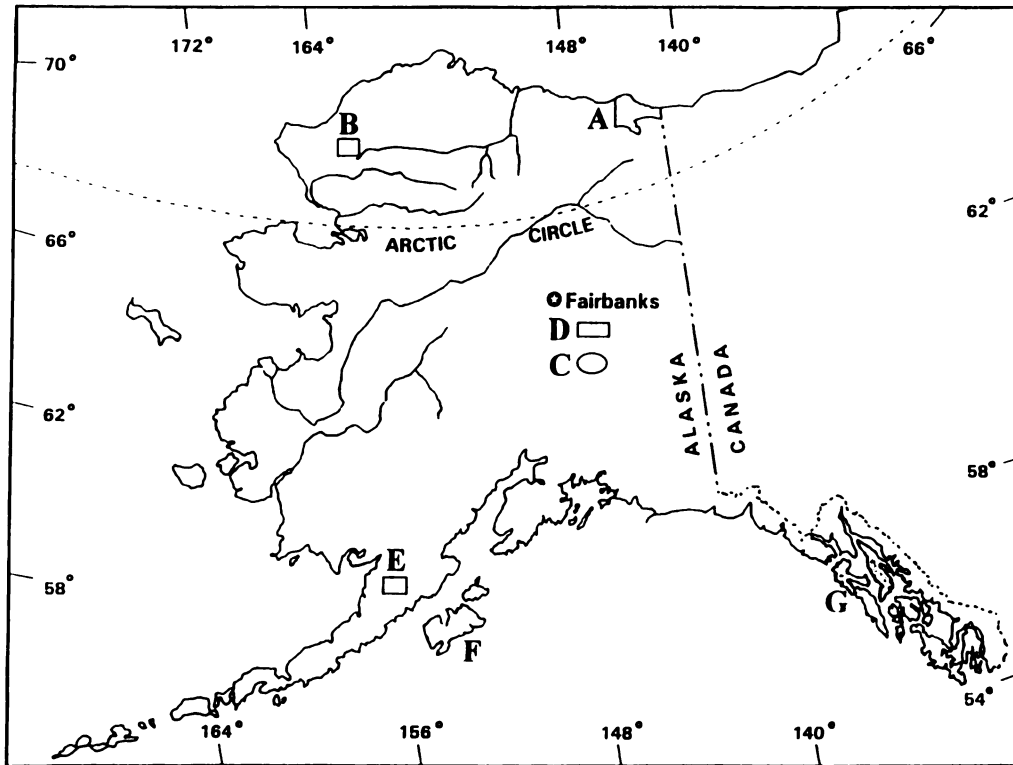 172° 164° 148° 140° 66°
70°
B
A
62°
66°
ARCTIC CIRCLE
Fairbanks
D
C
ALASKA
CANADA
62°
58°
E
58°
G
F
54°
164° 156° 148° 140°